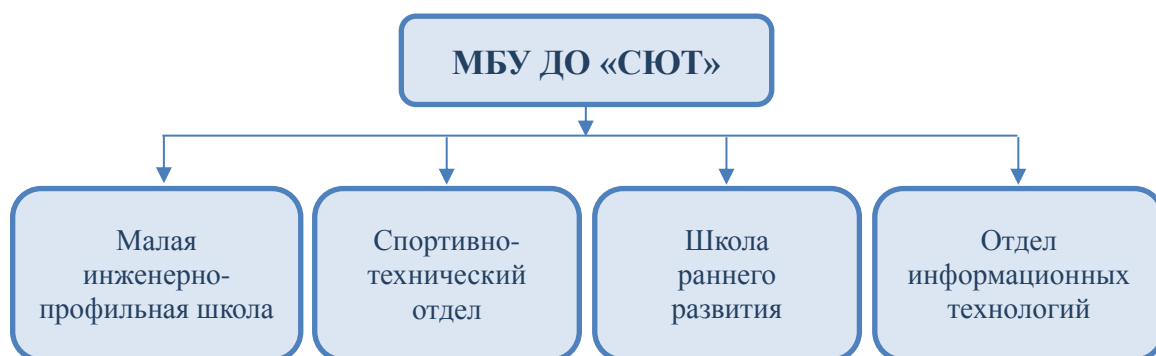 МБУ ДО «СЮТ»
Малая
инженерно-
профильная школа
Спортивно-
технический
отдел
Школа
раннего
развития
Отдел
информационных
технологий